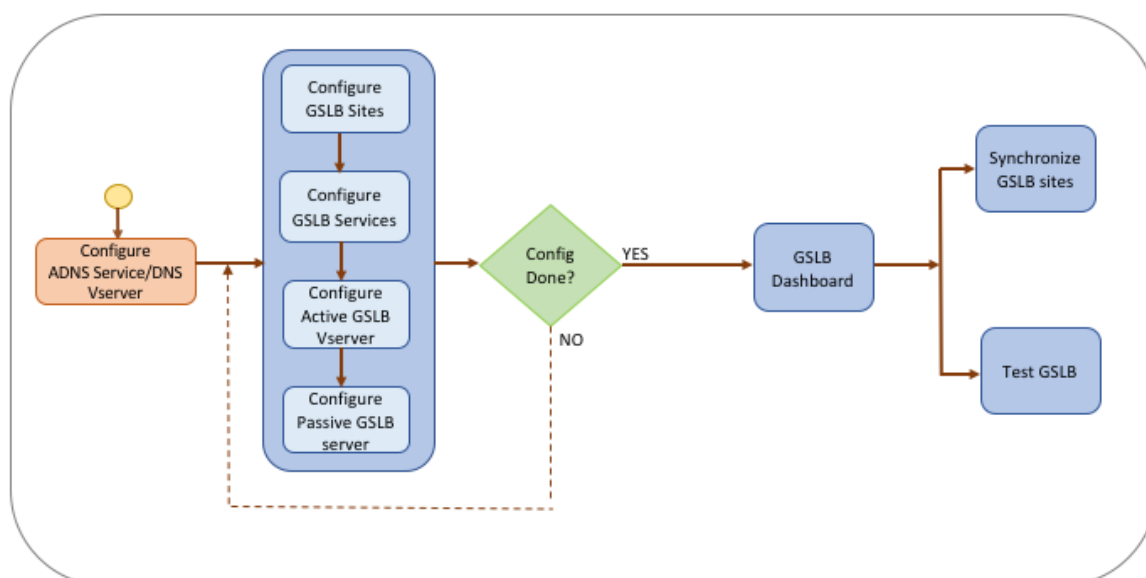 Configure
ADNS Service/DNS
Vserver
Configure
GSLB Sites
Configure
GSLB Services
Configure
Active GSLB
Vserver
Configure
Passive GSLB
server
Config
Done?
YES
NO
GSLB
Dashboard
Synchronize
GSLB sites
Test GSLB